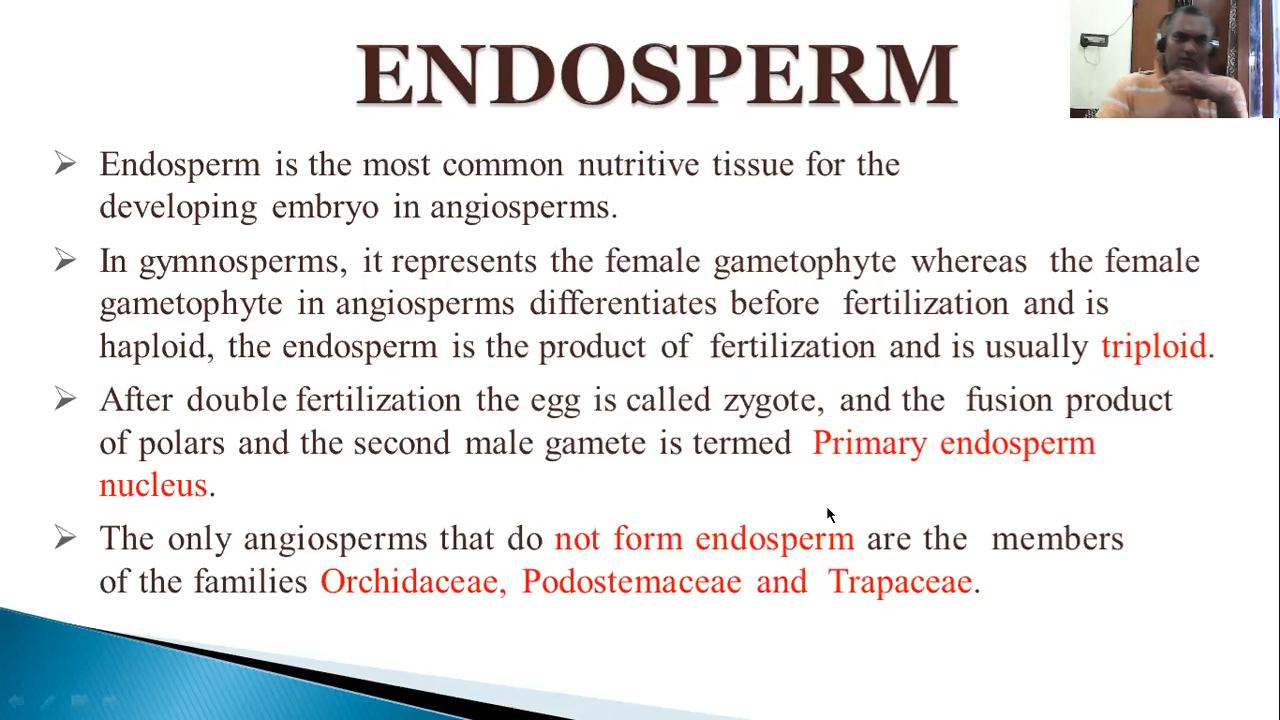 ENDOSPERM
Endosperm is the most common nutritive tissue for the
developing embryo in angiosperms.
In gymnosperms, it represents the female gametophyte whereas the female
gametophyte in angiosperms differentiates before fertilization and is
haploid, the endosperm is the product of fertilization and is usually triploid.
After double fertilization the egg is called zygote, and the fusion product
of polars and the second male gamete is termed Primary endosperm
nucleus.
The only angiosperms that do not form endosperm are the members
of the families Orchidaceae, Podostemaceae and Trapaceae.